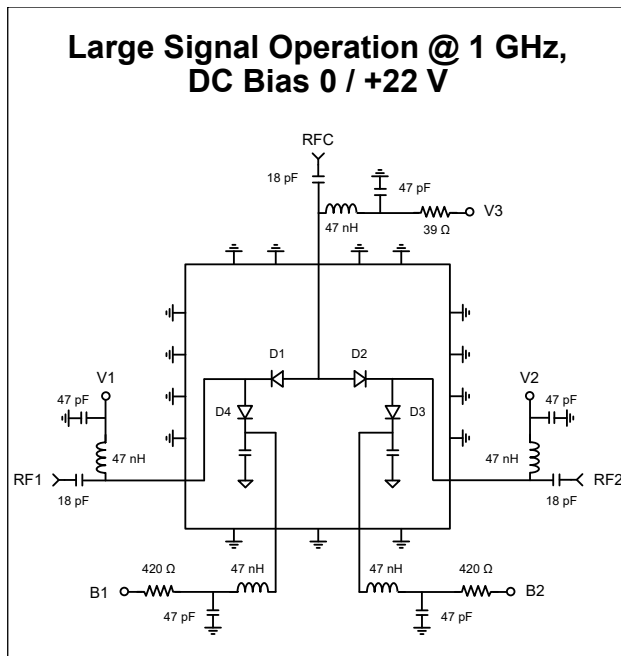 Large Signal Operation @ 1 GHz,
DC Bias 0 / +22 V
RFC
18 pF
47 pF
V3
47 nH
39 Ω
D1
D2
V1
V2
47 pF
47 pF
D4
D3
47 nH
47 nH
RF1
RF2
18 pF
18 pF
420 Ω
47 nH
47 nH
420 Ω
B1
B2
47 pF
47 pF